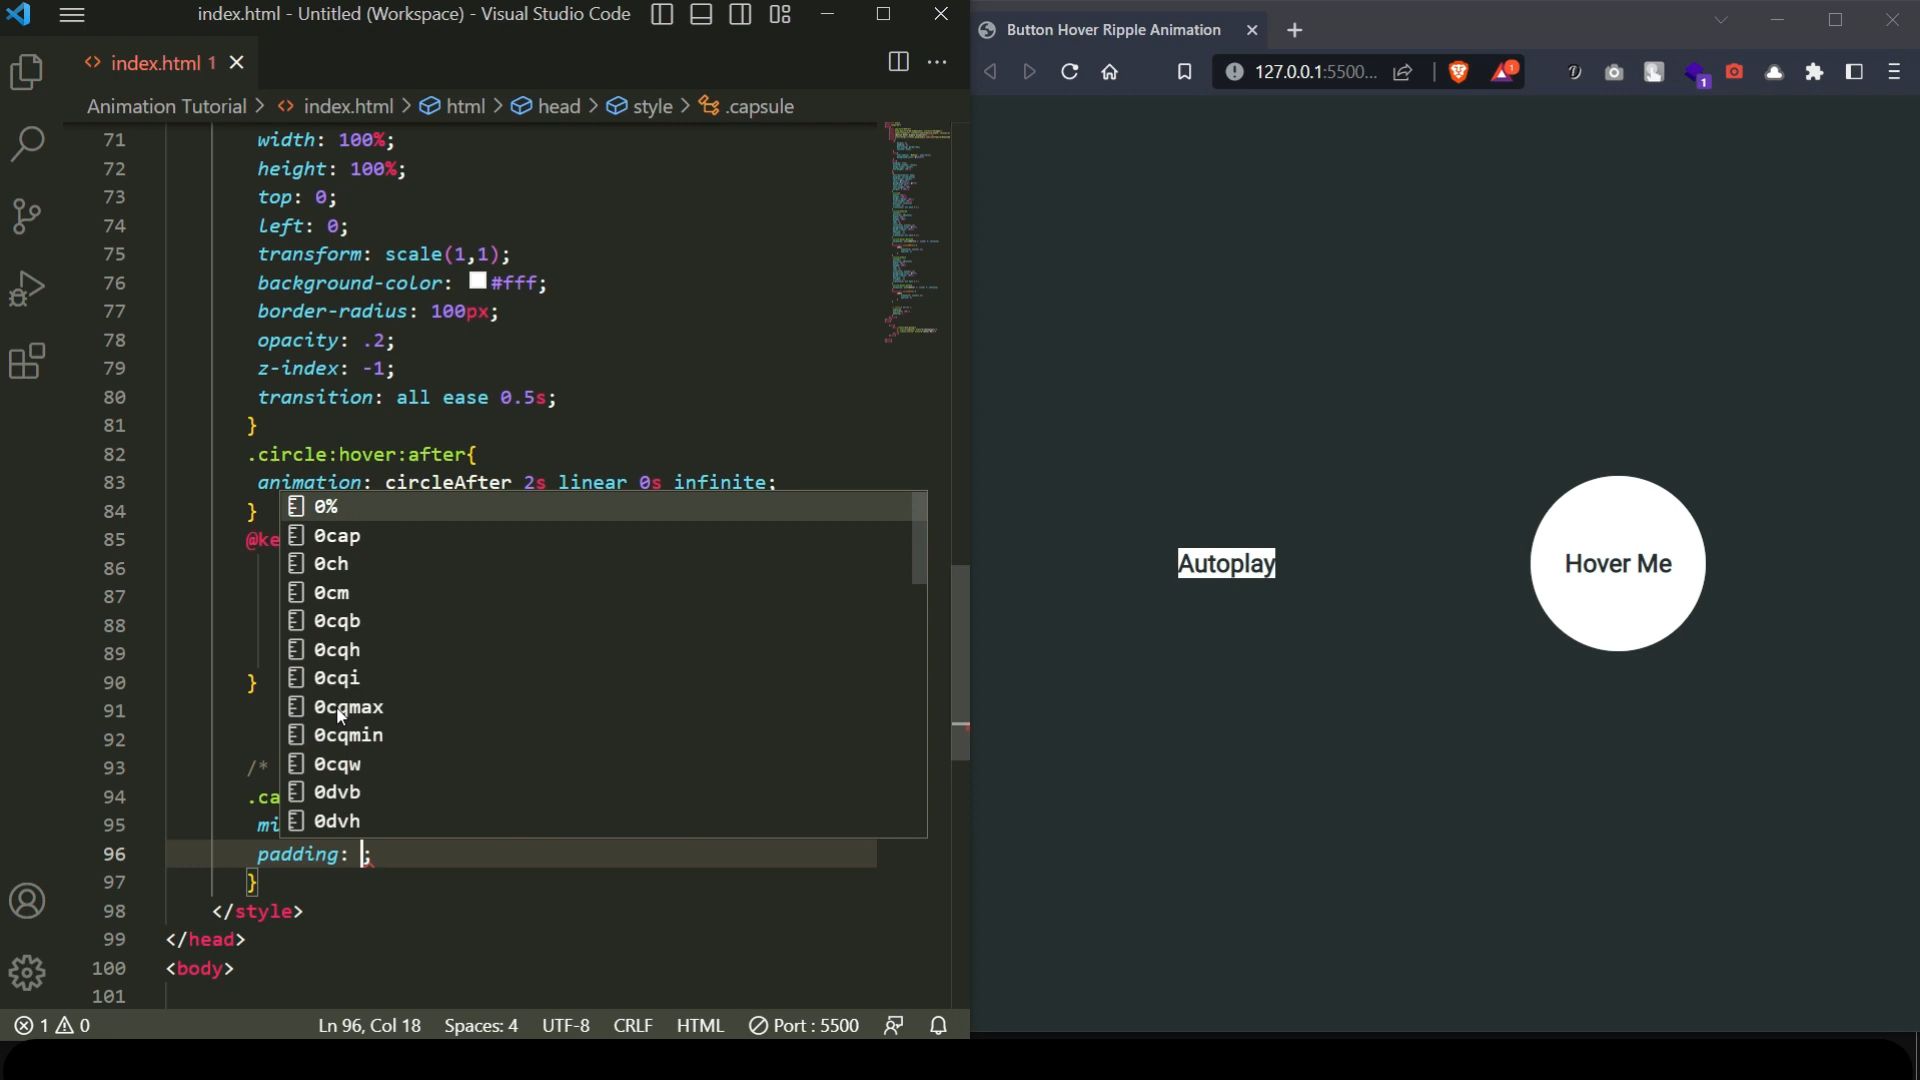 index.html - Untitled (Workspace) - Visual Studio Code
index.html 1
Animation Tutorial > index.html > html > head > style > .capsule
71 width: 100%;
72 height: 100%;
73 top: 0;
74 left: 0;
75 transform: scale(1,1);
76 background-color: #fff;
77 border-radius: 100px;
78 opacity: .2;
79 z-index: -1;
80 transition: all ease 0.5s;
81 }
82 .circle:hover:after{
83 animation: circleAfter 2s linear 0s infinite;
84 }
85 @ke
86
87
88
89
90 }
91
92
93 /*
94 .ca
95 mi
96 padding: ;
97 }
98 </style>
99 </head>
100 <body>
101
0%
0cap
0ch
0cm
0cqb
0cqh
0cqi
0cqmax
0cqmin
0cqw
0dvb
0dvh
1 0
Ln 96, Col 18
Spaces: 4
UTF-8
CRLF
HTML
Port : 5500
Button Hover Ripple Animation
127.0.0.1:5500...
1
1
Autoplay
Hover Me